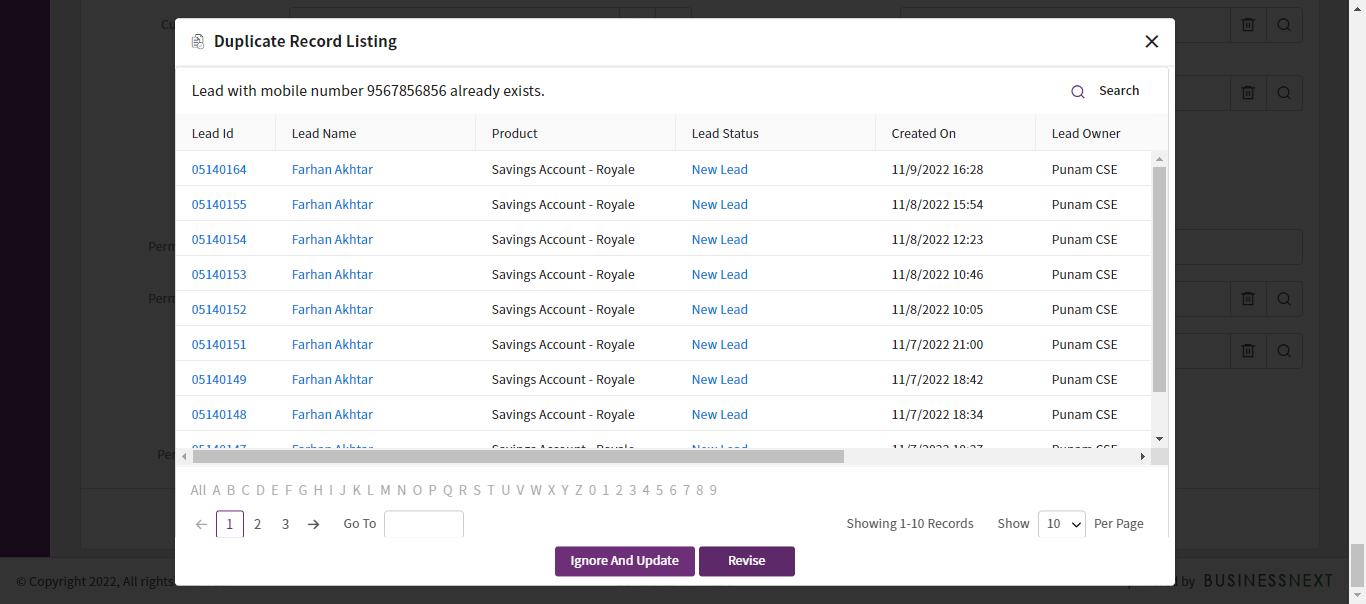 Duplicate Record Listing
Lead with mobile number 9567856856 already exists.
Search
Lead Id Lead Name Product Lead Status Created On Lead Owner
05140164 Farhan Akhtar Savings Account - Royale New Lead 11/9/2022 16:28 Punam CSE
05140155 Farhan Akhtar Savings Account - Royale New Lead 11/8/2022 15:54 Punam CSE
05140154 Farhan Akhtar Savings Account - Royale New Lead 11/8/2022 12:23 Punam CSE
05140153 Farhan Akhtar Savings Account - Royale New Lead 11/8/2022 10:46 Punam CSE
05140152 Farhan Akhtar Savings Account - Royale New Lead 11/8/2022 10:05 Punam CSE
05140151 Farhan Akhtar Savings Account - Royale New Lead 11/7/2022 21:00 Punam CSE
05140149 Farhan Akhtar Savings Account - Royale New Lead 11/7/2022 18:42 Punam CSE
05140148 Farhan Akhtar Savings Account - Royale New Lead 11/7/2022 18:34 Punam CSE
All A B C D E F G H I J K L M N O P Q R S T U V W X Y Z 0 1 2 3 4 5 6 7 8 9
1 2 3 Go To Showing 1-10 Records Show 10 Per Page
Ignore And Update Revise
© Copyright 2022, All rights by BUSINESSNEXT